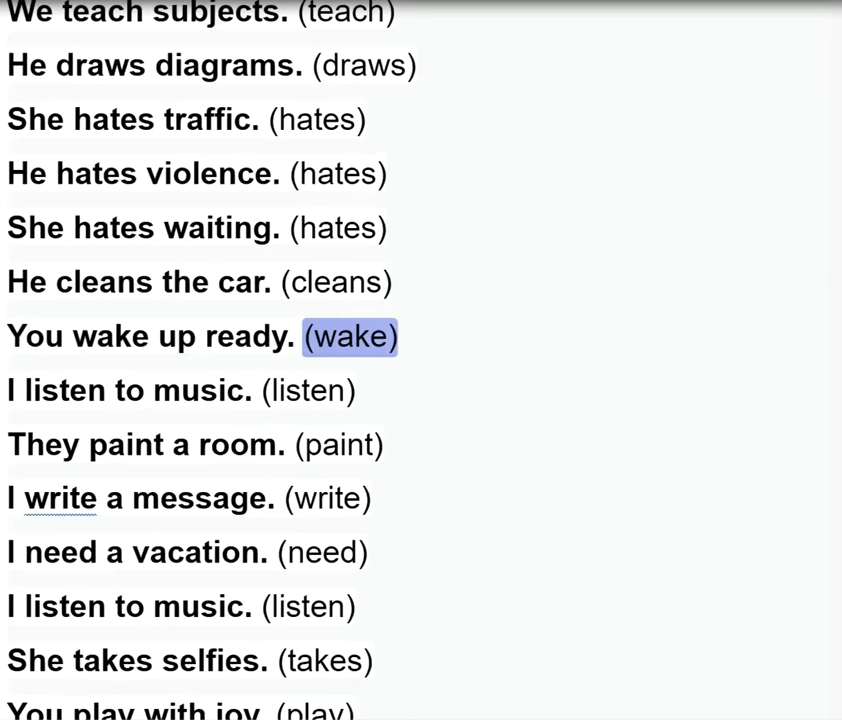 We teach subjects. (teach)
He draws diagrams. (draws)
She hates traffic. (hates)
He hates violence. (hates)
She hates waiting. (hates)
He cleans the car. (cleans)
You wake up ready. (wake)
I listen to music. (listen)
They paint a room. (paint)
I write a message. (write)
I need a vacation. (need)
I listen to music. (listen)
She takes selfies. (takes)
You play with joy. (play)